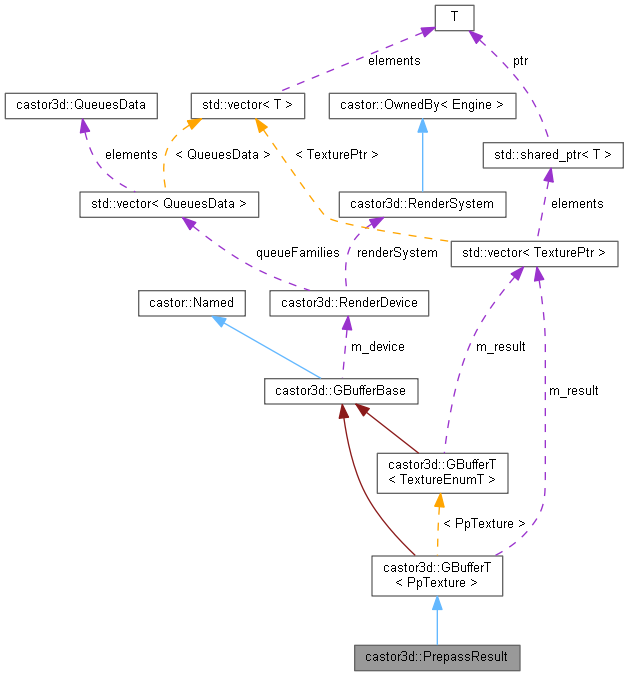 T
elements
ptr
castor3d::QueuesData
std::vector< T >
castor::OwnedBy< Engine >
elements
< QueuesData >
< TexturePtr >
std::shared_ptr< T >
std::vector< QueuesData >
castor3d::RenderSystem
elements
queueFamilies
renderSystem
std::vector< TexturePtr >
castor::Named
castor3d::RenderDevice
m_device
m_result
castor3d::GBufferBase
m_result
castor3d::GBufferT
< TextureEnumT >
< PpTexture >
castor3d::GBufferT
< PpTexture >
castor3d::PrepassResult